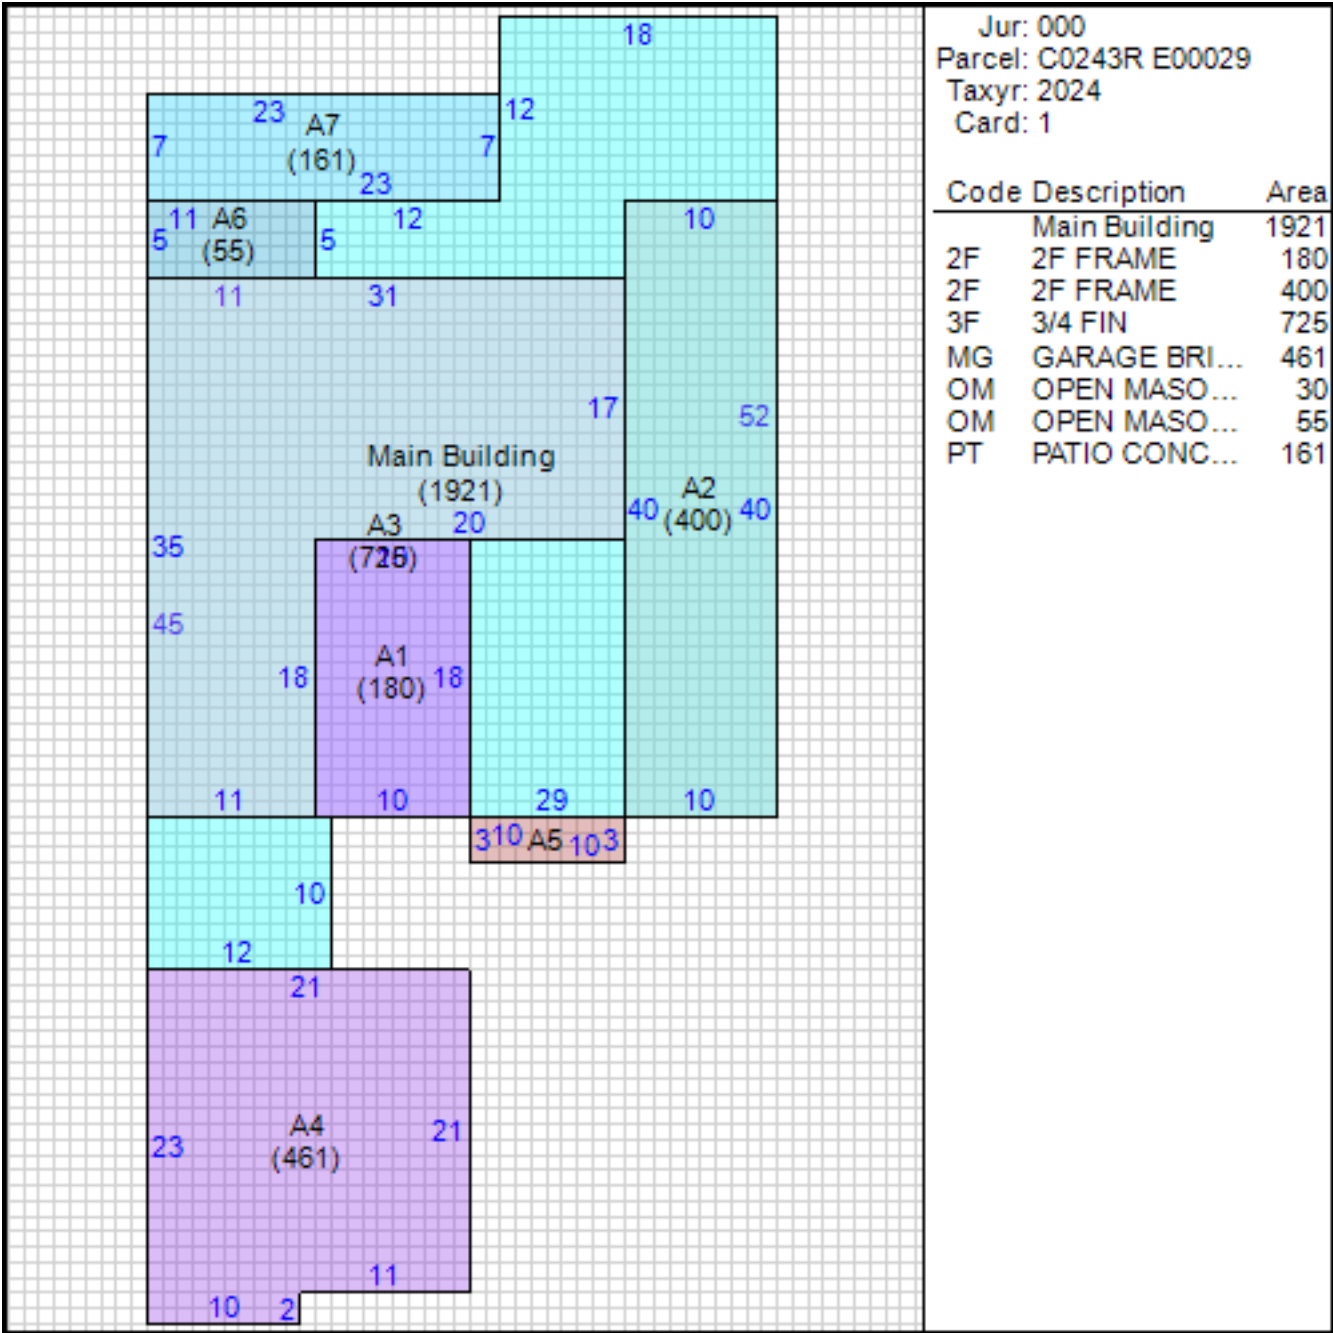 Jur: 000
Parcel: C0243R E00029
Taxyr: 2024
Card: 1
Code Description Area
Main Building 1921
2F 2F FRAME 180
2F 2F FRAME 400
3F 3/4 FIN 725
MG GARAGE BRI... 461
OM OPEN MASO... 30
OM OPEN MASO... 55
PT PATIO CONC... 161
18
12
23
A7
7
(161)
7
23
11
A6
12
10
5
(55)
5
11
31
17
52
Main Building
(1921)
A2
40
(400)
40
A3
20
35
45
A1
18
(180)
18
11
10
29
10
3
10
A5
10
3
10
12
21
A4
23
(461)
21
11
10
2